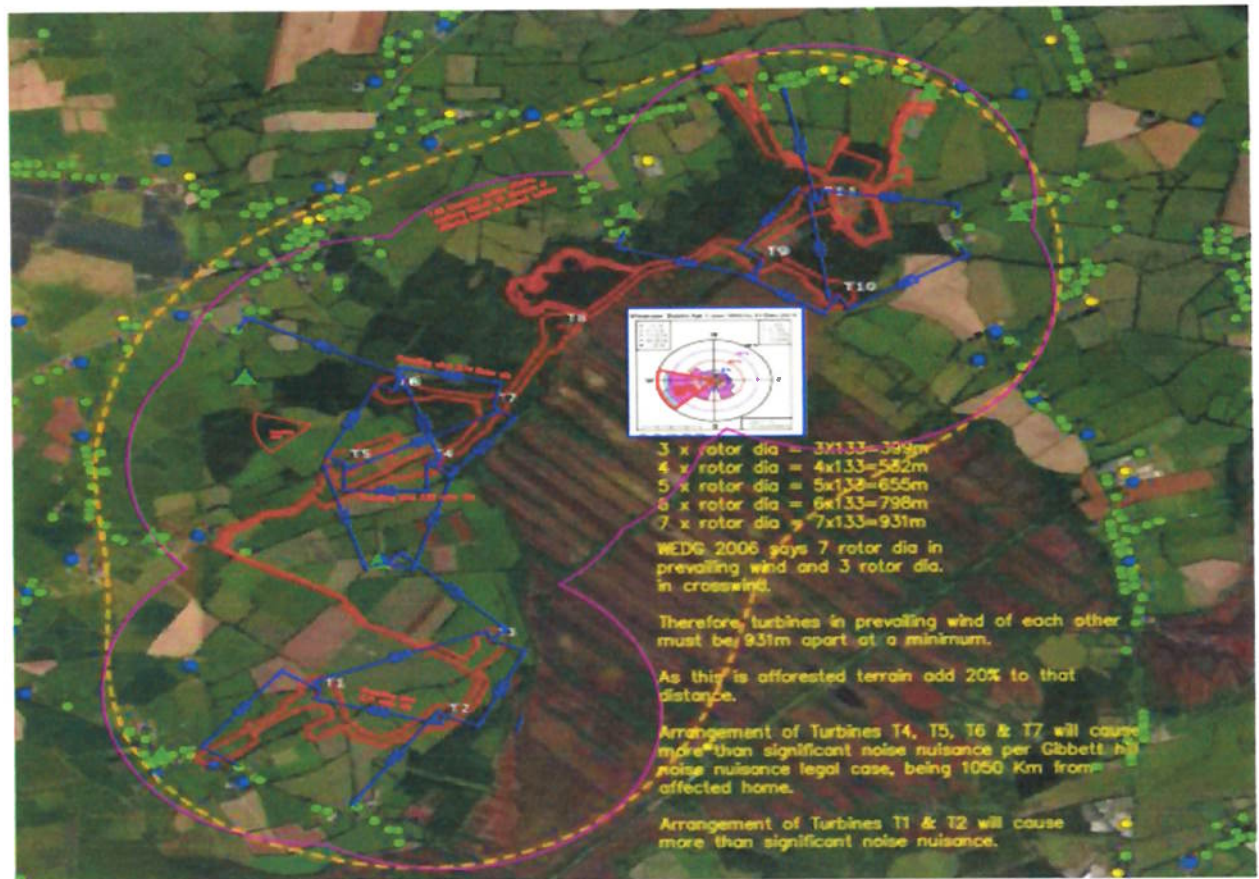 T9
T10
T8
T6
T7
T5
T4
T3
T1
T2
3 x rotor dia = 3X133=399m
4 x rotor dia = 4x133=532m
5 x rotor dia = 5x133=655m
6 x rotor dia = 6x133=798m
7 x rotor dia = 7x133=931m
WEDG 2006 says 7 rotor dia in
prevailing wind and 3 rotor dia.
in crosswind.
Therefore turbines in prevailing wind of each other
must be 931m apart at a minimum.
As this is afforested terrain add 20% to that
distance.
Arrangement of Turbines T4, T5, T6 & T7 will cause
more than significant noise nuisance per Gibbett hill
noise nuisance legal case, being 1050 Km from
affected home.
Arrangement of Turbines T1 & T2 will cause
more than significant noise nuisance.